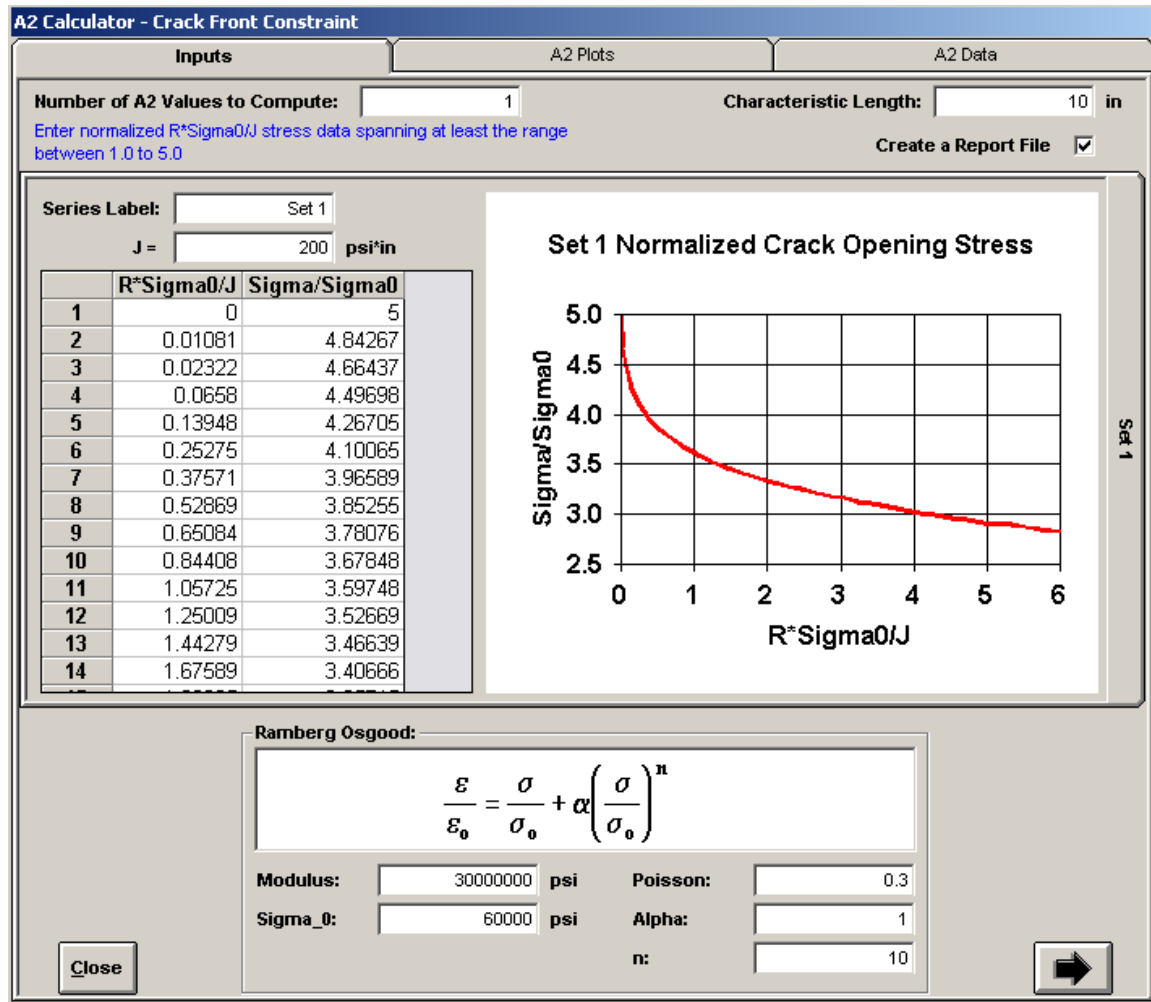 A2 Calculator - Crack Front Constraint
Inputs
A2 Plots
A2 Data
Number of A2 Values to Compute: 1
Characteristic Length: 10 in
Enter normalized R*Sigma0/J stress data spanning at least the range
between 1.0 to 5.0
Create a Report File
Series Label: Set 1
J = 200 psi*in
R*Sigma0/J Sigma/Sigma0
1 0 5
2 0.01081 4.84267
3 0.02322 4.66437
4 0.0658 4.49698
5 0.13948 4.26705
6 0.25275 4.10065
7 0.37571 3.96589
8 0.52869 3.85255
9 0.65084 3.78076
10 0.84408 3.67848
11 1.05725 3.59748
12 1.25009 3.52669
13 1.44279 3.46639
14 1.67589 3.40666
Set 1 Normalized Crack Opening Stress
Sigma/Sigma0
5.0
4.5
4.0
3.5
3.0
2.5
0 1 2 3 4 5 6
R*Sigma0/J
Set 1
Ramberg Osgood:
ε/ε₀ = σ/σ₀ + α(σ/σ₀)ⁿ
Modulus: 30000000 psi Poisson: 0.3
Sigma_0: 60000 psi Alpha: 1
n: 10
Close